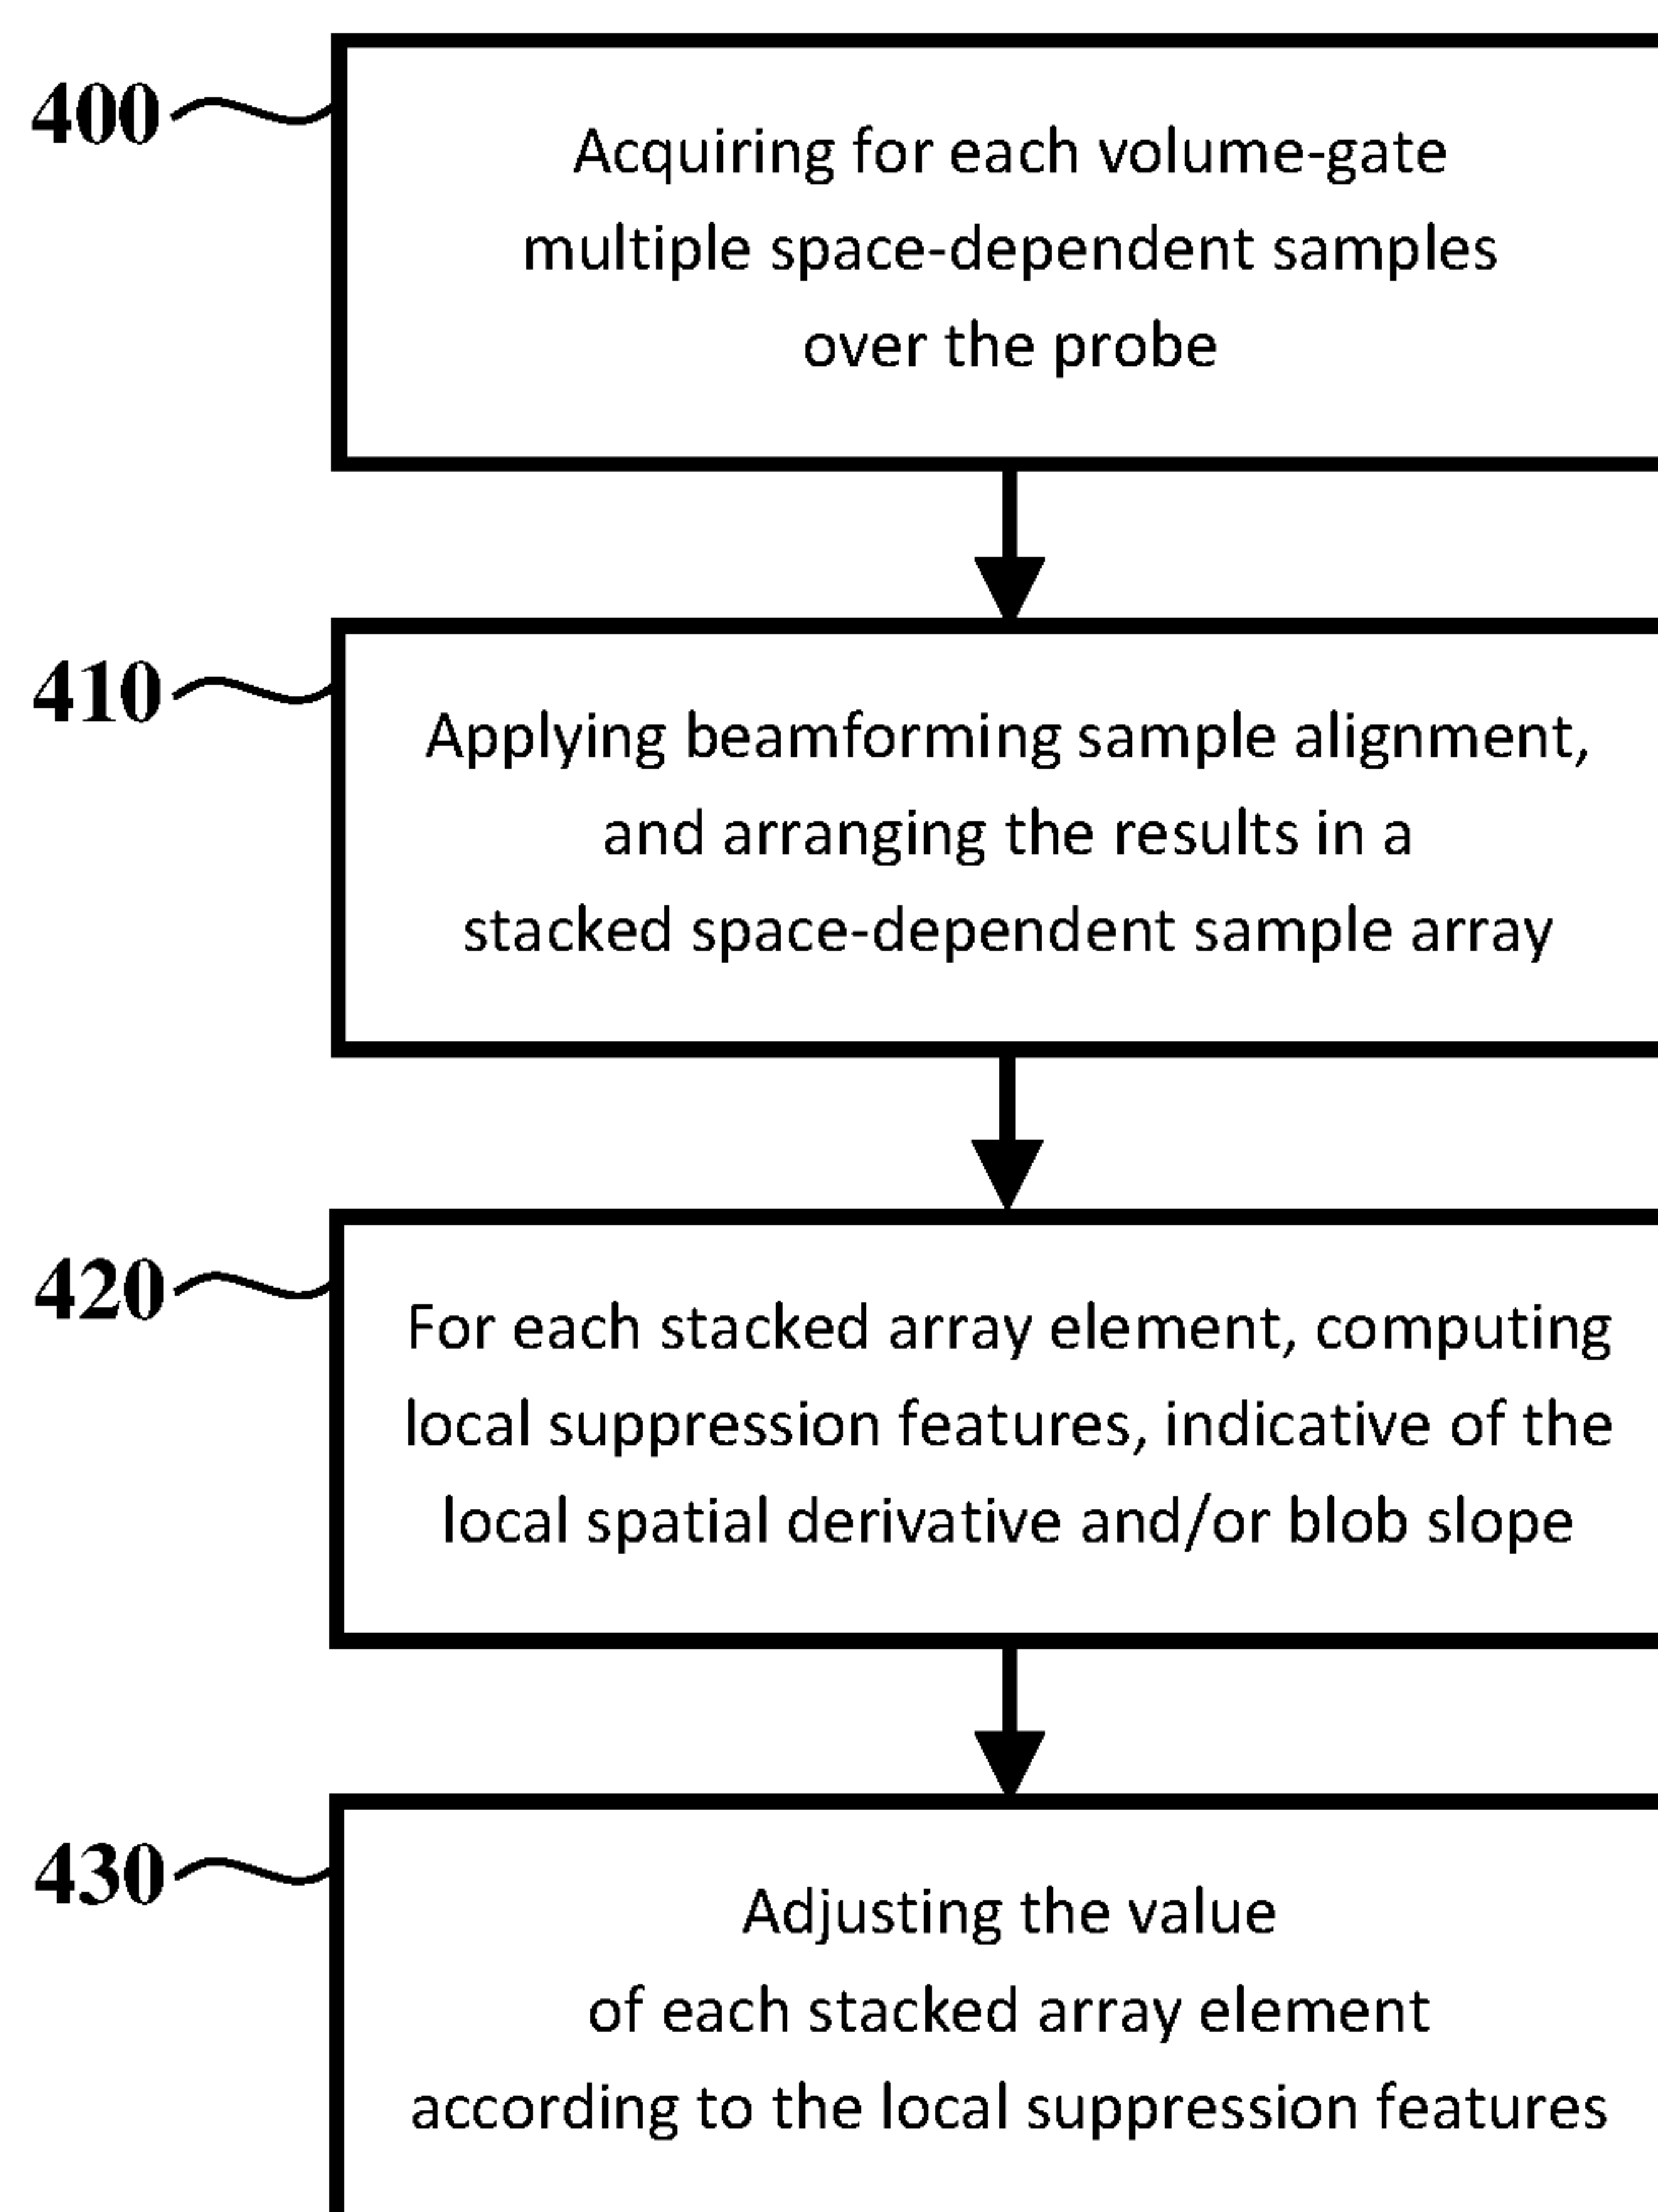 400
Acquiring for each volume-gate
multiple space-dependent samples
over the probe
410
Applying beamforming sample alignment,
and arranging the results in a
stacked space-dependent sample array
420
For each stacked array element, computing
local suppression features, indicative of the
local spatial derivative and/or blob slope
430
Adjusting the value
of each stacked array element
according to the local suppression features